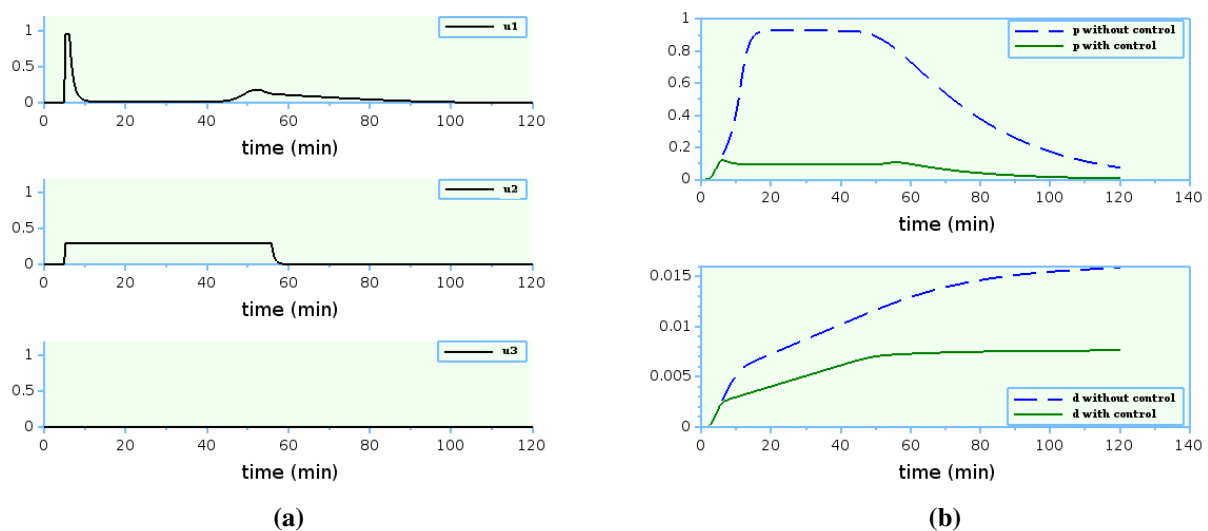 1
0.5
0
u1
0 20 40 60 80 100 120
time (min)
1
0.5
0
u2
0 20 40 60 80 100 120
time (min)
1
0.5
0
u3
0 20 40 60 80 100 120
time (min)
(a)
1
0.8
0.6
0.4
0.2
0
p without control
p with control
0 20 40 60 80 100 120 140
time (min)
0.015
0.01
0.005
0
d without control
d with control
0 20 40 60 80 100 120 140
time (min)
(b)